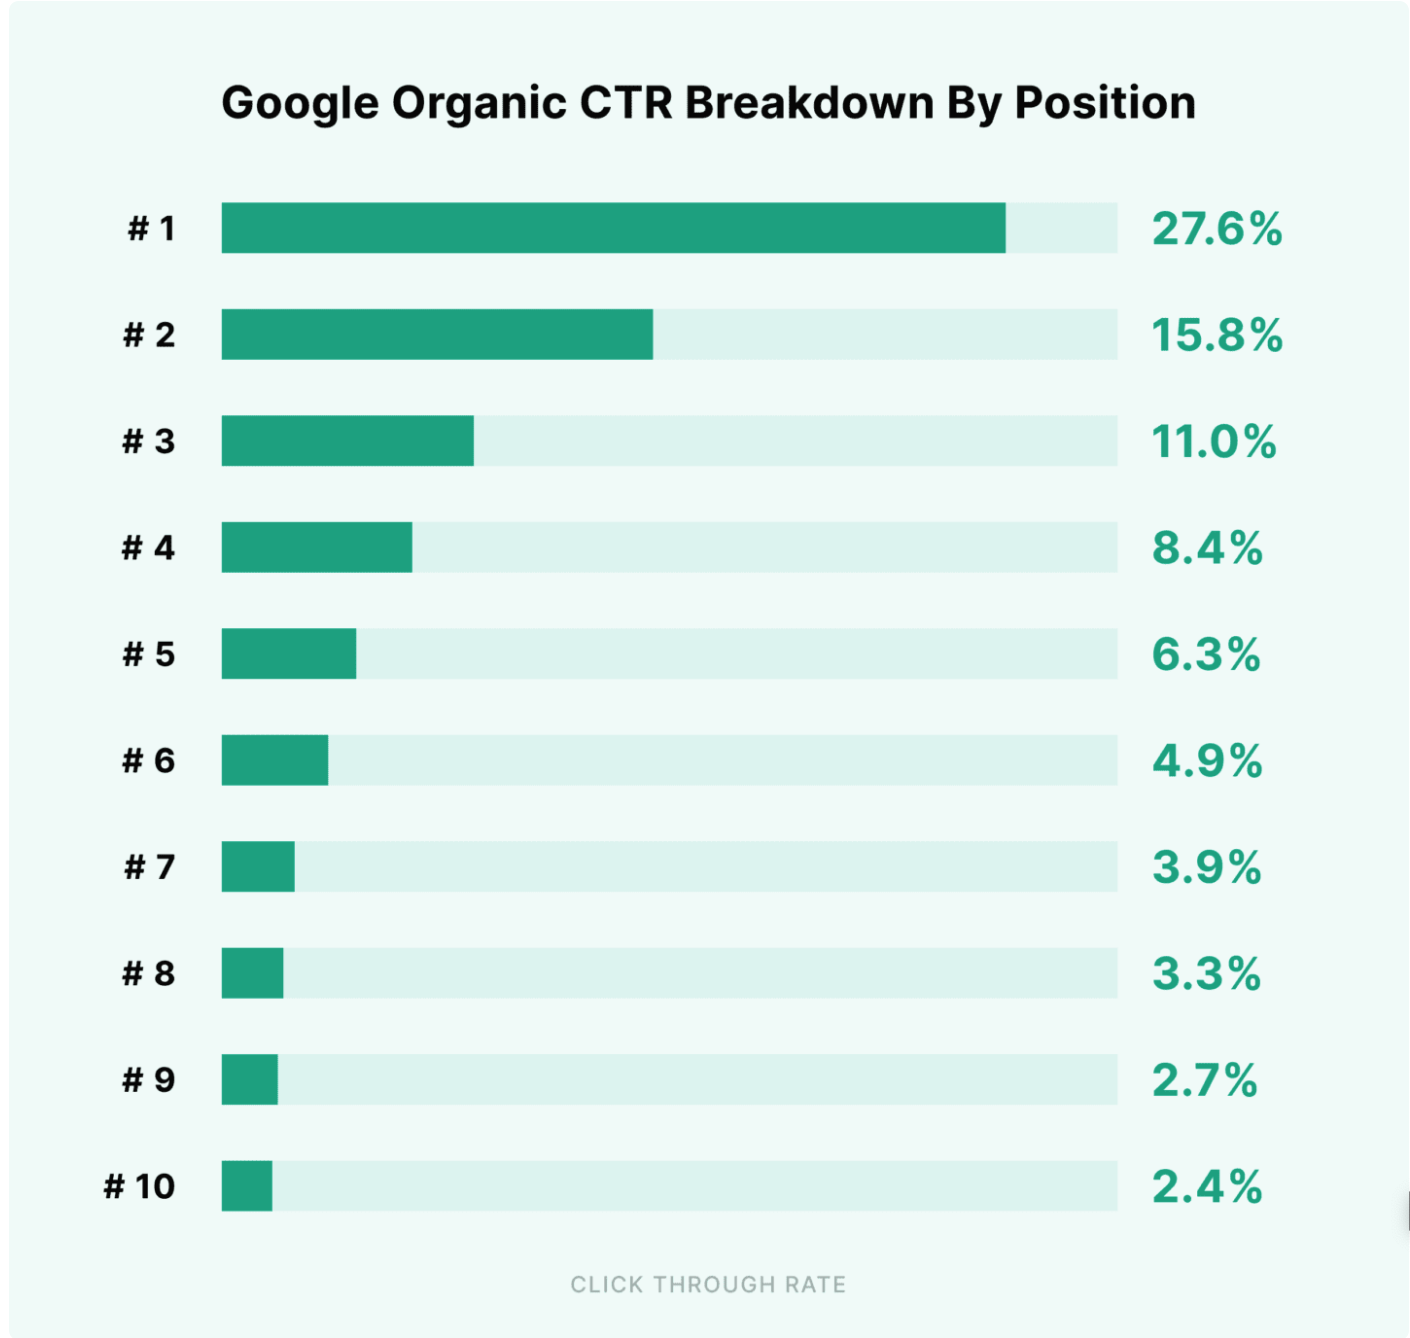 Google Organic CTR Breakdown By Position
# 1 27.6%
# 2 15.8%
# 3 11.0%
# 4 8.4%
# 5 6.3%
# 6 4.9%
# 7 3.9%
# 8 3.3%
# 9 2.7%
# 10 2.4%
CLICK THROUGH RATE